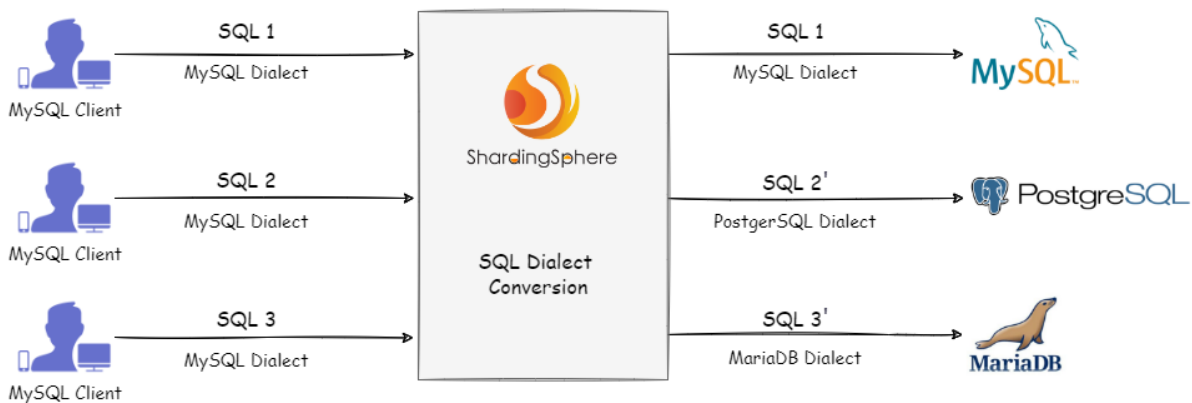 SQL 1
MySQL Dialect
MySQL Client
SQL 1
MySQL Dialect
MySQL™
ShardingSphere
SQL 2
MySQL Dialect
MySQL Client
SQL 2'
PostgerSQL Dialect
PostgreSQL
SQL Dialect
Conversion
SQL 3
MySQL Dialect
MySQL Client
SQL 3'
MariaDB Dialect
MariaDB